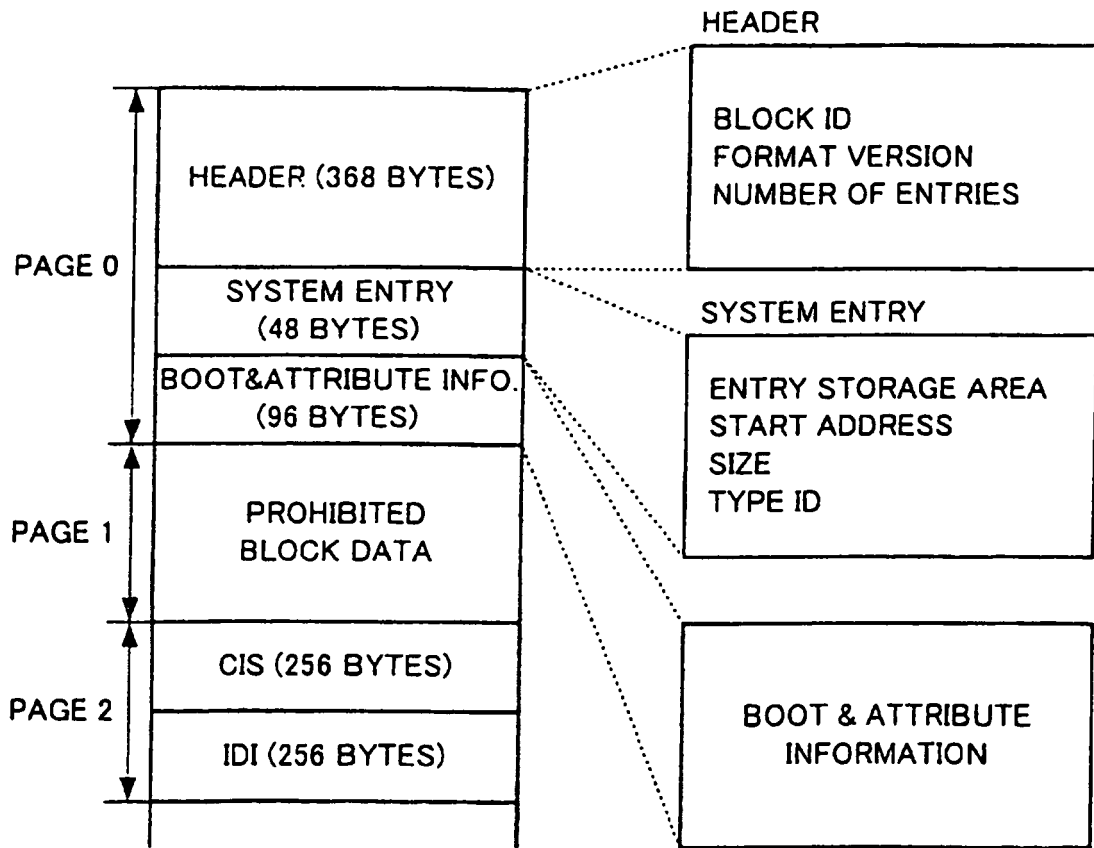 PAGE 0
HEADER (368 BYTES)
SYSTEM ENTRY
(48 BYTES)
BOOT&ATTRIBUTE INFO.
(96 BYTES)
PAGE 1
PROHIBITED
BLOCK DATA
PAGE 2
CIS (256 BYTES)
IDI (256 BYTES)
HEADER
BLOCK ID
FORMAT VERSION
NUMBER OF ENTRIES
SYSTEM ENTRY
ENTRY STORAGE AREA
START ADDRESS
SIZE
TYPE ID
BOOT & ATTRIBUTE
INFORMATION